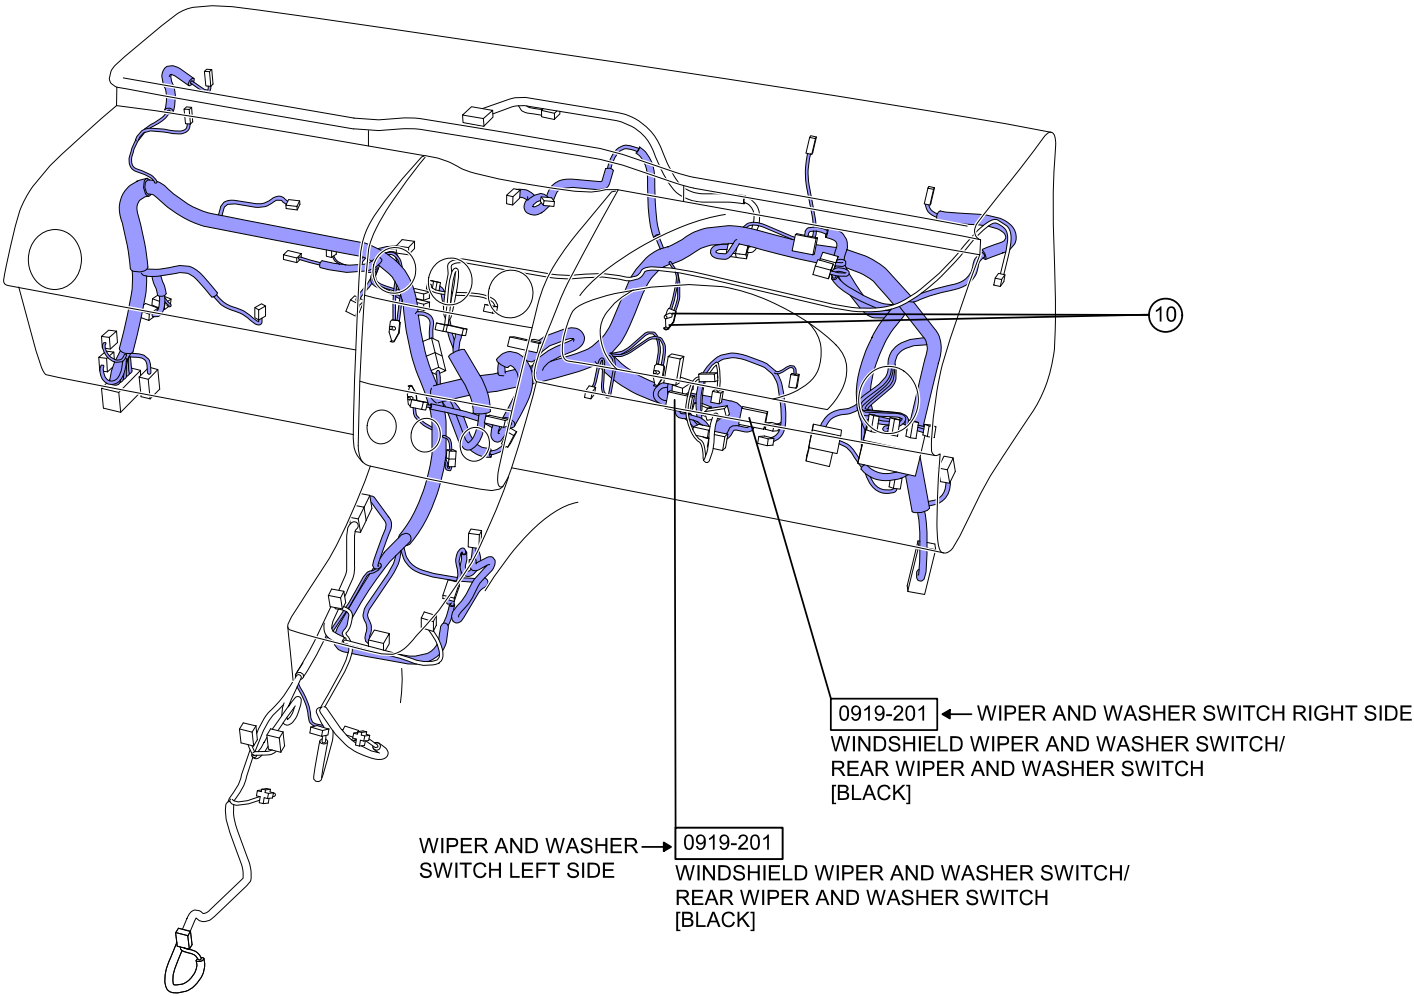 10
0919-201
WIPER AND WASHER SWITCH RIGHT SIDE
WINDSHIELD WIPER AND WASHER SWITCH/
REAR WIPER AND WASHER SWITCH
[BLACK]
WIPER AND WASHER
SWITCH LEFT SIDE
0919-201
WINDSHIELD WIPER AND WASHER SWITCH/
REAR WIPER AND WASHER SWITCH
[BLACK]